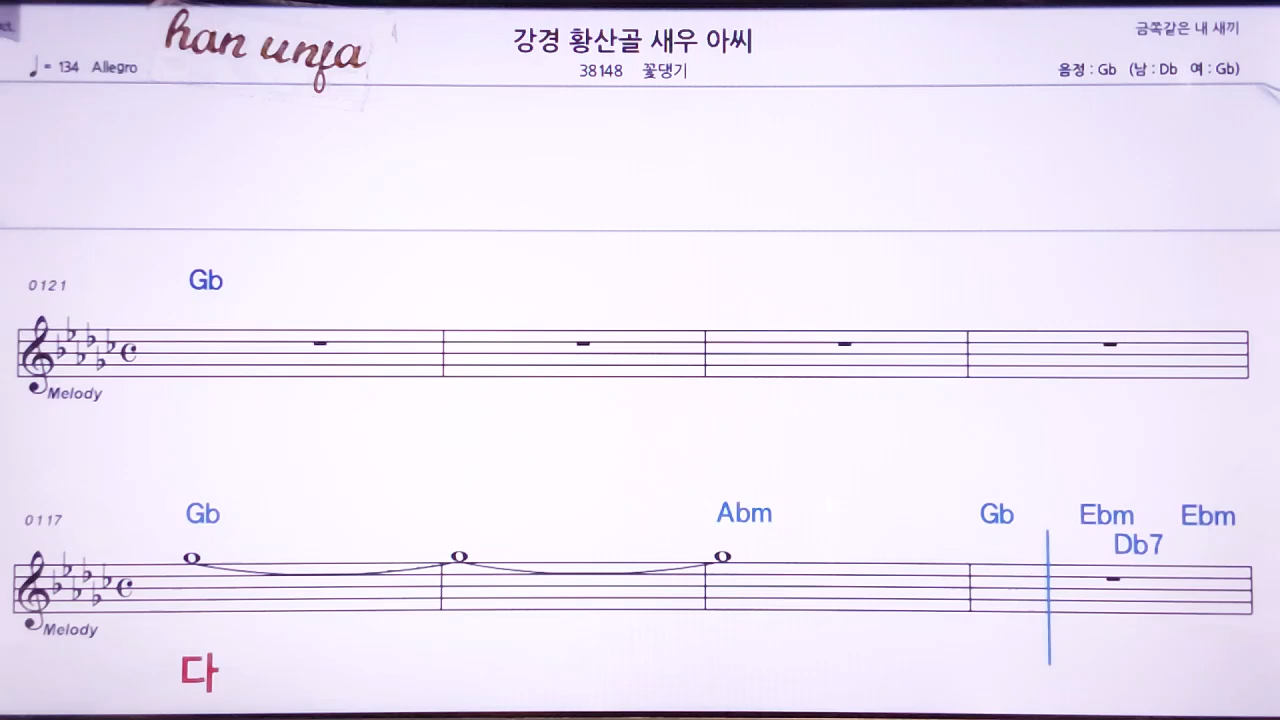 han unfa
강경 황산골 새우 아씨
금쪽같은 내 새끼
= 134 Allegro
38148 꽃댕기
음정 : Gb (남 : Db 여 : Gb)
0121
Gb
Melody
0117
Gb Abm Gb Ebm Ebm
Db7
Melody
다